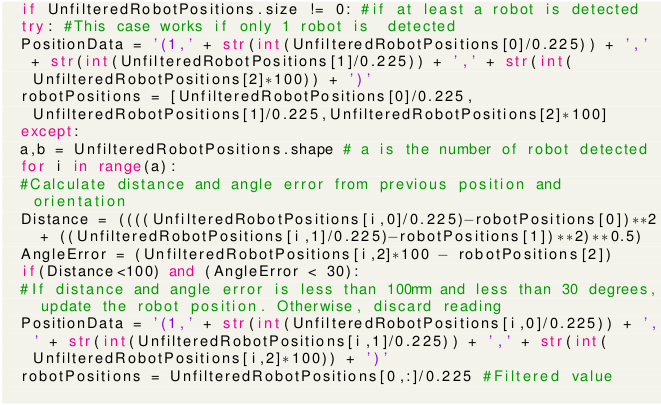 if UnfilteredRobotPositions.size != 0: #if at least a robot is detected
try: #This case works if only 1 robot is detected
PositionData = '(1,' + str(int(UnfilteredRobotPositions[0]/0.225)) + ','
+ str(int(UnfilteredRobotPositions[1]/0.225)) + ',' + str(int(
UnfilteredRobotPositions[2]*100)) + ')'
robotPositions = [UnfilteredRobotPositions[0]/0.225,
UnfilteredRobotPositions[1]/0.225,UnfilteredRobotPositions[2]*100]
except:
a,b = UnfilteredRobotPositions.shape # a is the number of robot detected
for i in range(a):
#Calculate distance and angle error from previous position and
orientation
Distance = ((((UnfilteredRobotPositions[i,0]/0.225)−robotPositions[0])**2
+ ((UnfilteredRobotPositions[i,1]/0.225)−robotPositions[1])**2)**0.5)
AngleError = (UnfilteredRobotPositions[i,2]*100 − robotPositions[2])
if(Distance<100) and (AngleError < 30):
#If distance and angle error is less than 100mm and less than 30 degrees,
update the robot position. Otherwise, discard reading
PositionData = '(1,' + str(int(UnfilteredRobotPositions[i,0]/0.225)) + ',
' + str(int(UnfilteredRobotPositions[i,1]/0.225)) + ',' + str(int(
UnfilteredRobotPositions[i,2]*100)) + ')'
robotPositions = UnfilteredRobotPositions[0,:]/0.225 #Filtered value